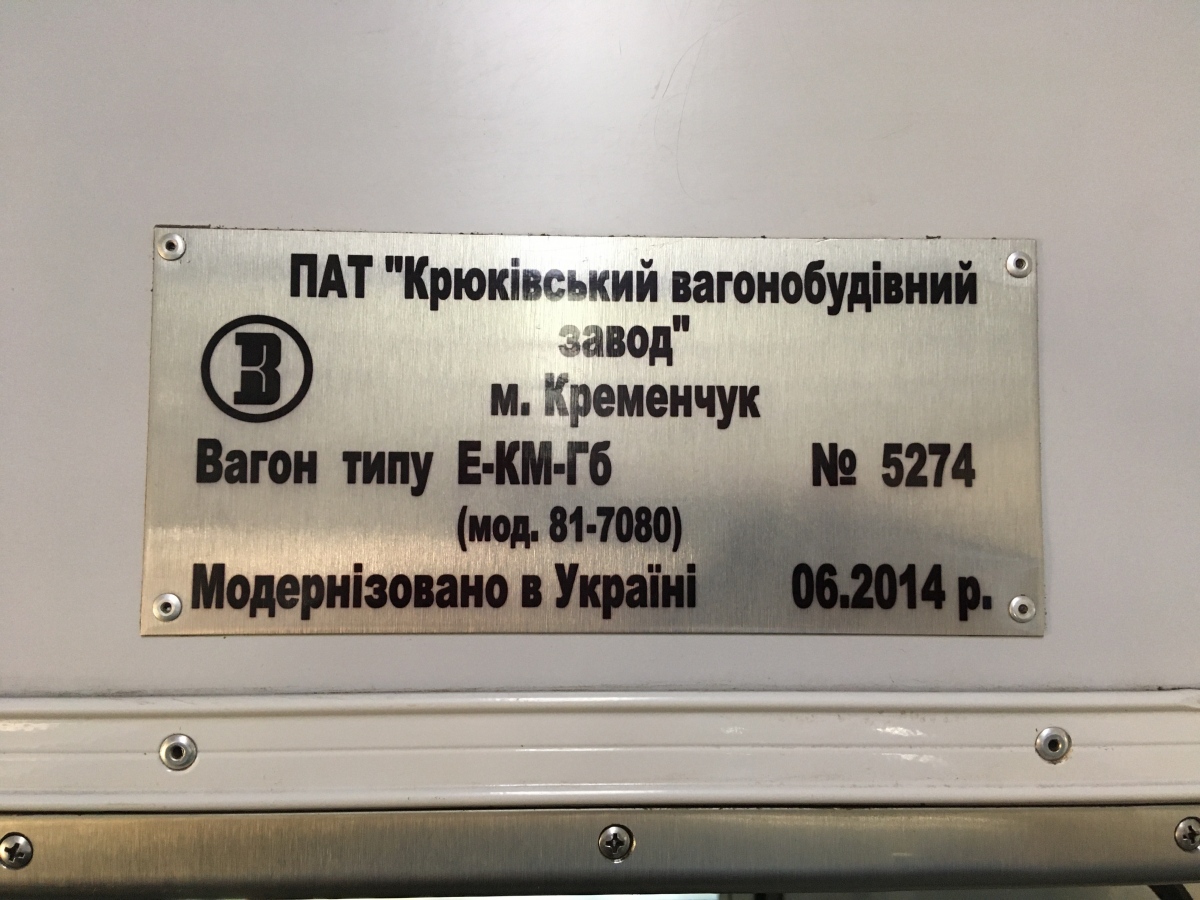 ПАТ "Крюківський вагонобудівний
завод"
м. Кременчук
Вагон типу Е-КМ-Гб № 5274
(мод. 81-7080)
Модернізовано в Україні 06.2014 р.